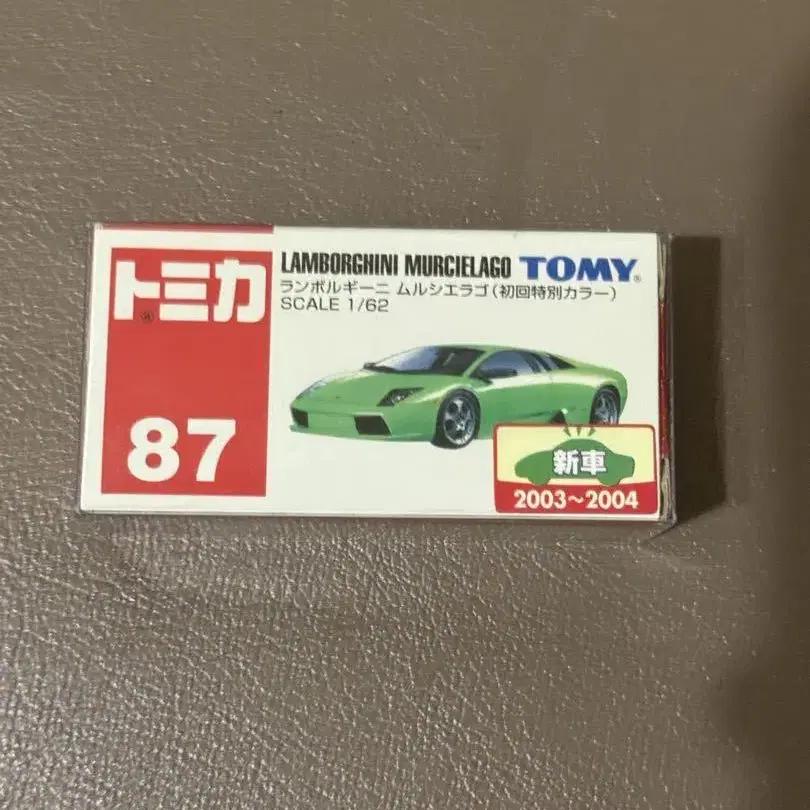 トミカ®
87
LAMBORGHINI MURCIELAGO TOMY®
ランボルギーニ ムルシエラゴ(初回特別カラー)
SCALE 1/62
新車
2003~2004